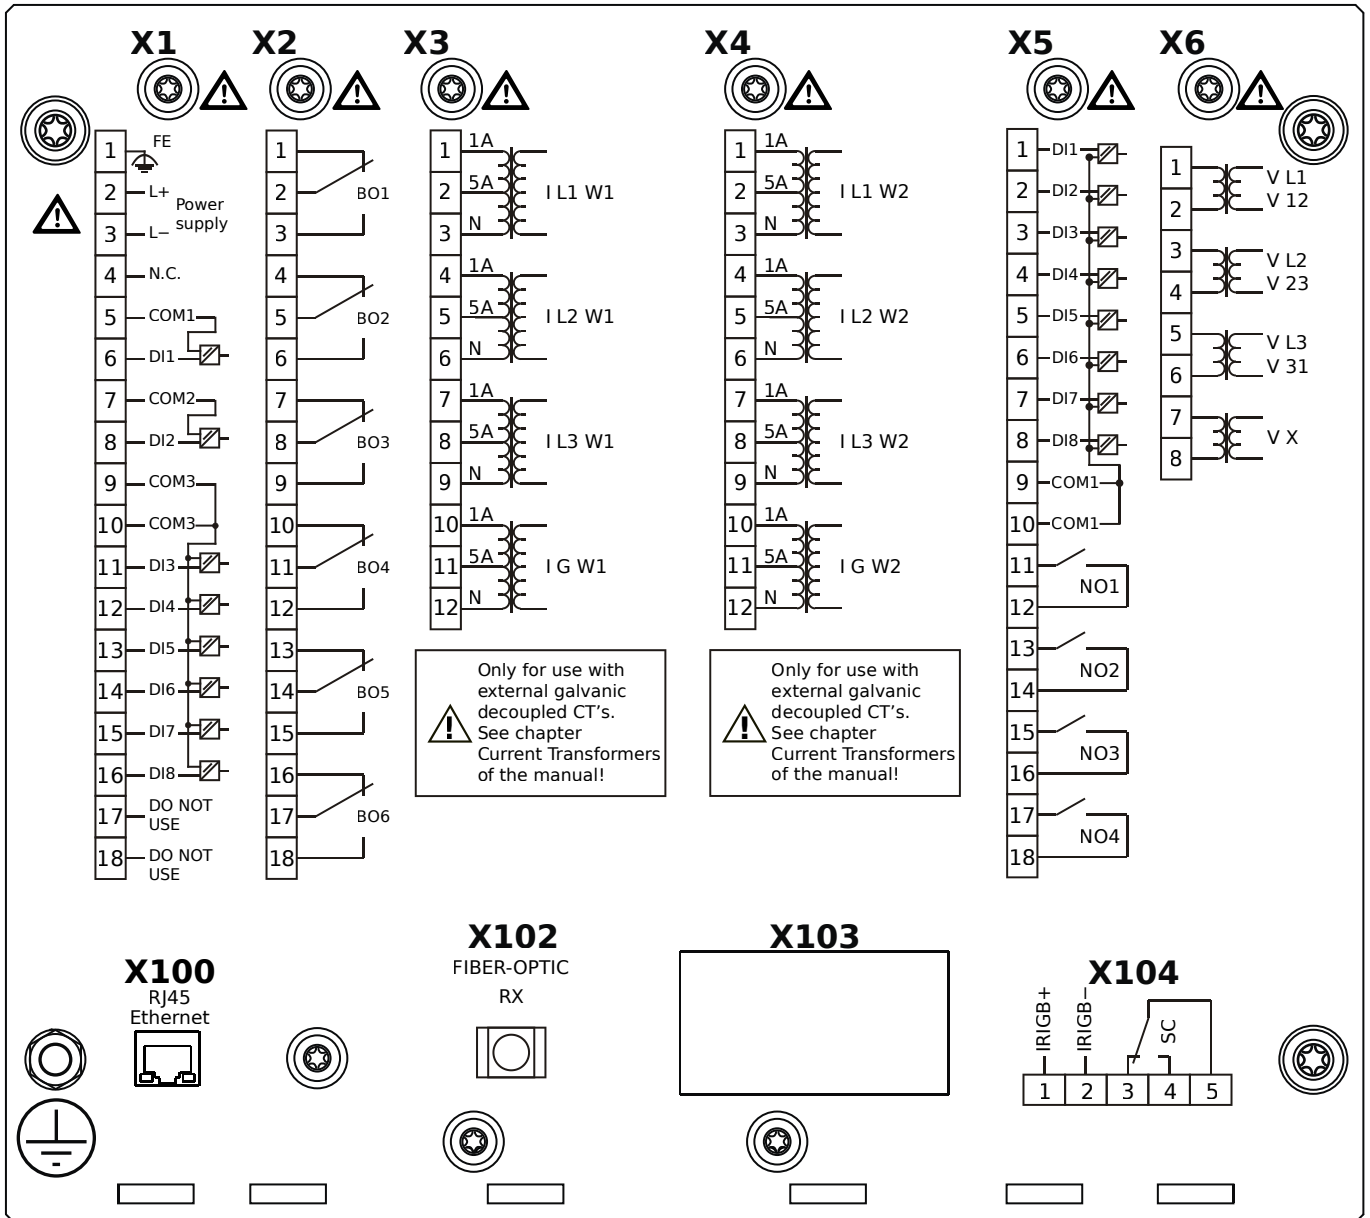 X1 X2 X3 X4 X5 X6
1 FE
2 L+
Power
supply
3 L−
4 N.C.
5 COM1
6 DI1
7 COM2
8 DI2
9 COM3
10 COM3
11 DI3
12 DI4
13 DI5
14 DI6
15 DI7
16 DI8
17 DO NOT
USE
18 DO NOT
USE
1
2 BO1
3
4
5 BO2
6
7
8 BO3
9
10
11 BO4
12
13
14 BO5
15
16
17 BO6
18
1 1A
2 5A I L1 W1
3 N
4 1A
5 5A I L2 W1
6 N
7 1A
8 5A I L3 W1
9 N
10 1A
11 5A I G W1
12 N
Only for use with
external galvanic
decoupled CT's.
See chapter
Current Transformers
of the manual!
1 1A
2 5A I L1 W2
3 N
4 1A
5 5A I L2 W2
6 N
7 1A
8 5A I L3 W2
9 N
10 1A
11 5A I G W2
12 N
Only for use with
external galvanic
decoupled CT's.
See chapter
Current Transformers
of the manual!
1 DI1
2 DI2
3 DI3
4 DI4
5 DI5
6 DI6
7 DI7
8 DI8
9 COM1
10 COM1
11
NO1
12
13
NO2
14
15
NO3
16
17
NO4
18
1 V L1
2 V 12
3 V L2
4 V 23
5 V L3
6 V 31
7 V X
8
X100
RJ45
Ethernet
X102
FIBER-OPTIC
RX
X103
X104
IRIGB+
IRIGB−
SC
1 2 3 4 5